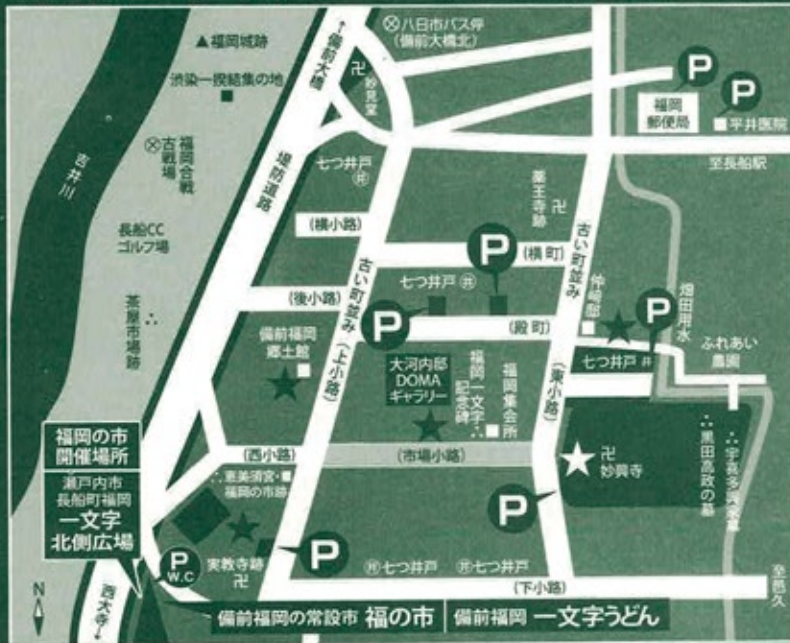 ▲福岡城跡
渋染一揆結集の地
↑備前大橋
卍妙見堂
八日市バス停
(備前大橋北)
P
P
福岡
郵便局
平井医院
至長船駅
吉井川
福岡合戦
古戦場
長船CC
ゴルフ場
茶屋市場跡
堤防道路
七つ井戸
井
(横小路)
薬王寺跡 卍
P
(横町)
古い町並み
(後小路)
七つ井戸 井
P
(殿町)
仲﨑邸
P
畑田用水
ふれあい
農園
七つ井戸 井
古い町並み(上小路)
備前福岡
郷土館
大河内邸
DOMA
ギャラリー
福岡一文字
記念碑
福岡集会所
(東小路)
福岡の市
開催場所
瀬戸内市
長船町福岡
一文字
北側広場
(西小路)
(市場小路)
卍
妙興寺
黒田高政の墓
宇喜多興家墓
恵美須宮・
福岡の市跡
P
P
W.C
実教寺跡
卍
P
井七つ井戸
井七つ井戸
(下小路)
至邑久
N
西大寺↓
備前福岡の常設市 福の市
備前福岡 一文字うどん